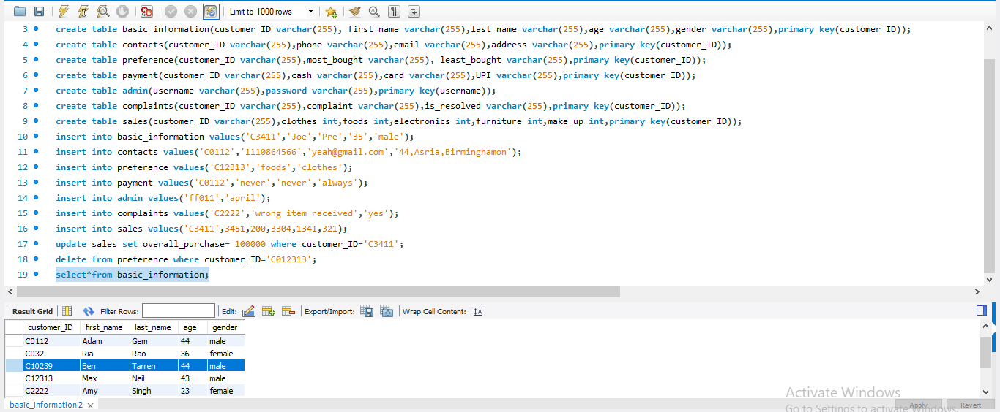 Limit to 1000 rows
3 create table basic_information(customer_ID varchar(255), first_name varchar(255),last_name varchar(255),age varchar(255),gender varchar(255),primary key(customer_ID));
4 create table contacts(customer_ID varchar(255),phone varchar(255),email varchar(255),address varchar(255),primary key(customer_ID));
5 create table preference(customer_ID varchar(255),most_bought varchar(255), least_bought varchar(255),primary key(customer_ID));
6 create table payment(customer_ID varchar(255),cash varchar(255),card varchar(255),UPI varchar(255),primary key(customer_ID));
7 create table admin(username varchar(255),password varchar(255),primary key(username));
8 create table complaints(customer_ID varchar(255),complaint varchar(255),is_resolved varchar(255),primary key(customer_ID));
9 create table sales(customer_ID varchar(255),clothes int,foods int,electronics int,furniture int,make_up int,primary key(customer_ID));
10 insert into basic_information values('C3411','Joe','Pre','35','male');
11 insert into contacts values('C0112','1110864566','yeah@gmail.com','44,Asria,Birminghamon');
12 insert into preference values('C12313','foods','clothes');
13 insert into payment values('C0112','never','never','always');
14 insert into admin values('ff011','april');
15 insert into complaints values('C2222','wrong item received','yes');
16 insert into sales values('C3411',3451,200,3304,1341,321);
17 update sales set overall_purchase= 100000 where customer_ID='C3411';
18 delete from preference where customer_ID='C012313';
19 select*from basic_information;
Result Grid Filter Rows: Edit: Export/Import: Wrap Cell Content:
customer_ID first_name last_name age gender
C0112 Adam Gem 44 male
C032 Ria Rao 36 female
C10239 Ben Tarren 44 male
C12313 Max Neil 43 male
C2222 Amy Singh 23 female
Activate Windows
basic_information 2
Go to Settings to activate Windows.
Apply Revert